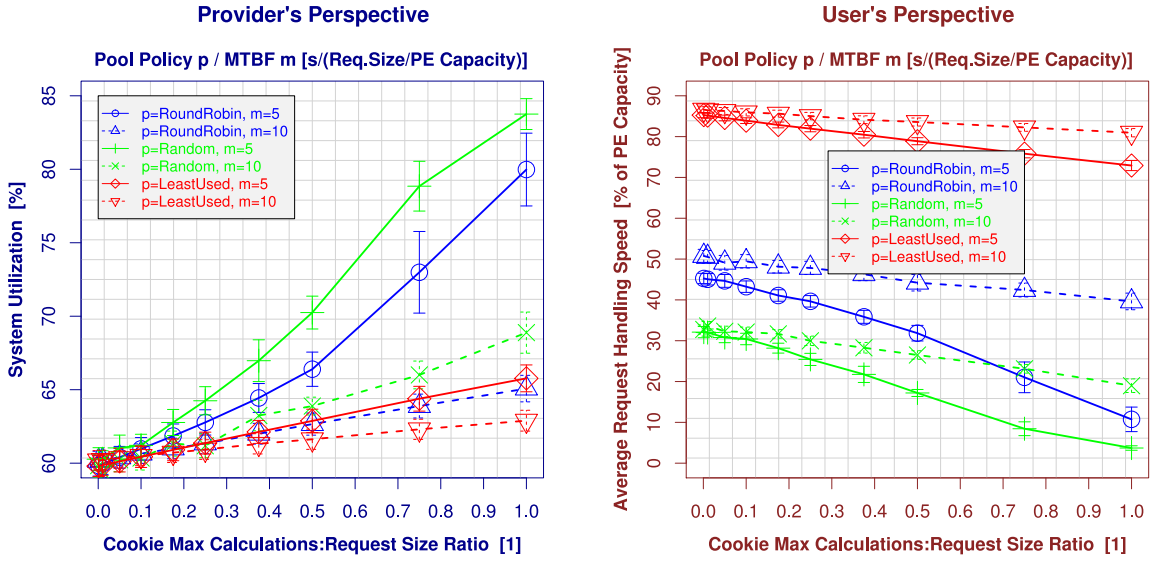 Provider's Perspective
Pool Policy p / MTBF m [s/(Req.Size/PE Capacity)]
System Utilization [%]
85
80
75
70
65
60
p=RoundRobin, m=5
p=RoundRobin, m=10
p=Random, m=5
p=Random, m=10
p=LeastUsed, m=5
p=LeastUsed, m=10
0.0 0.1 0.2 0.3 0.4 0.5 0.6 0.7 0.8 0.9 1.0
Cookie Max Calculations:Request Size Ratio [1]
User's Perspective
Pool Policy p / MTBF m [s/(Req.Size/PE Capacity)]
Average Request Handling Speed [% of PE Capacity]
90
80
70
60
50
40
30
20
10
0
p=RoundRobin, m=5
p=RoundRobin, m=10
p=Random, m=5
p=Random, m=10
p=LeastUsed, m=5
p=LeastUsed, m=10
0.0 0.1 0.2 0.3 0.4 0.5 0.6 0.7 0.8 0.9 1.0
Cookie Max Calculations:Request Size Ratio [1]